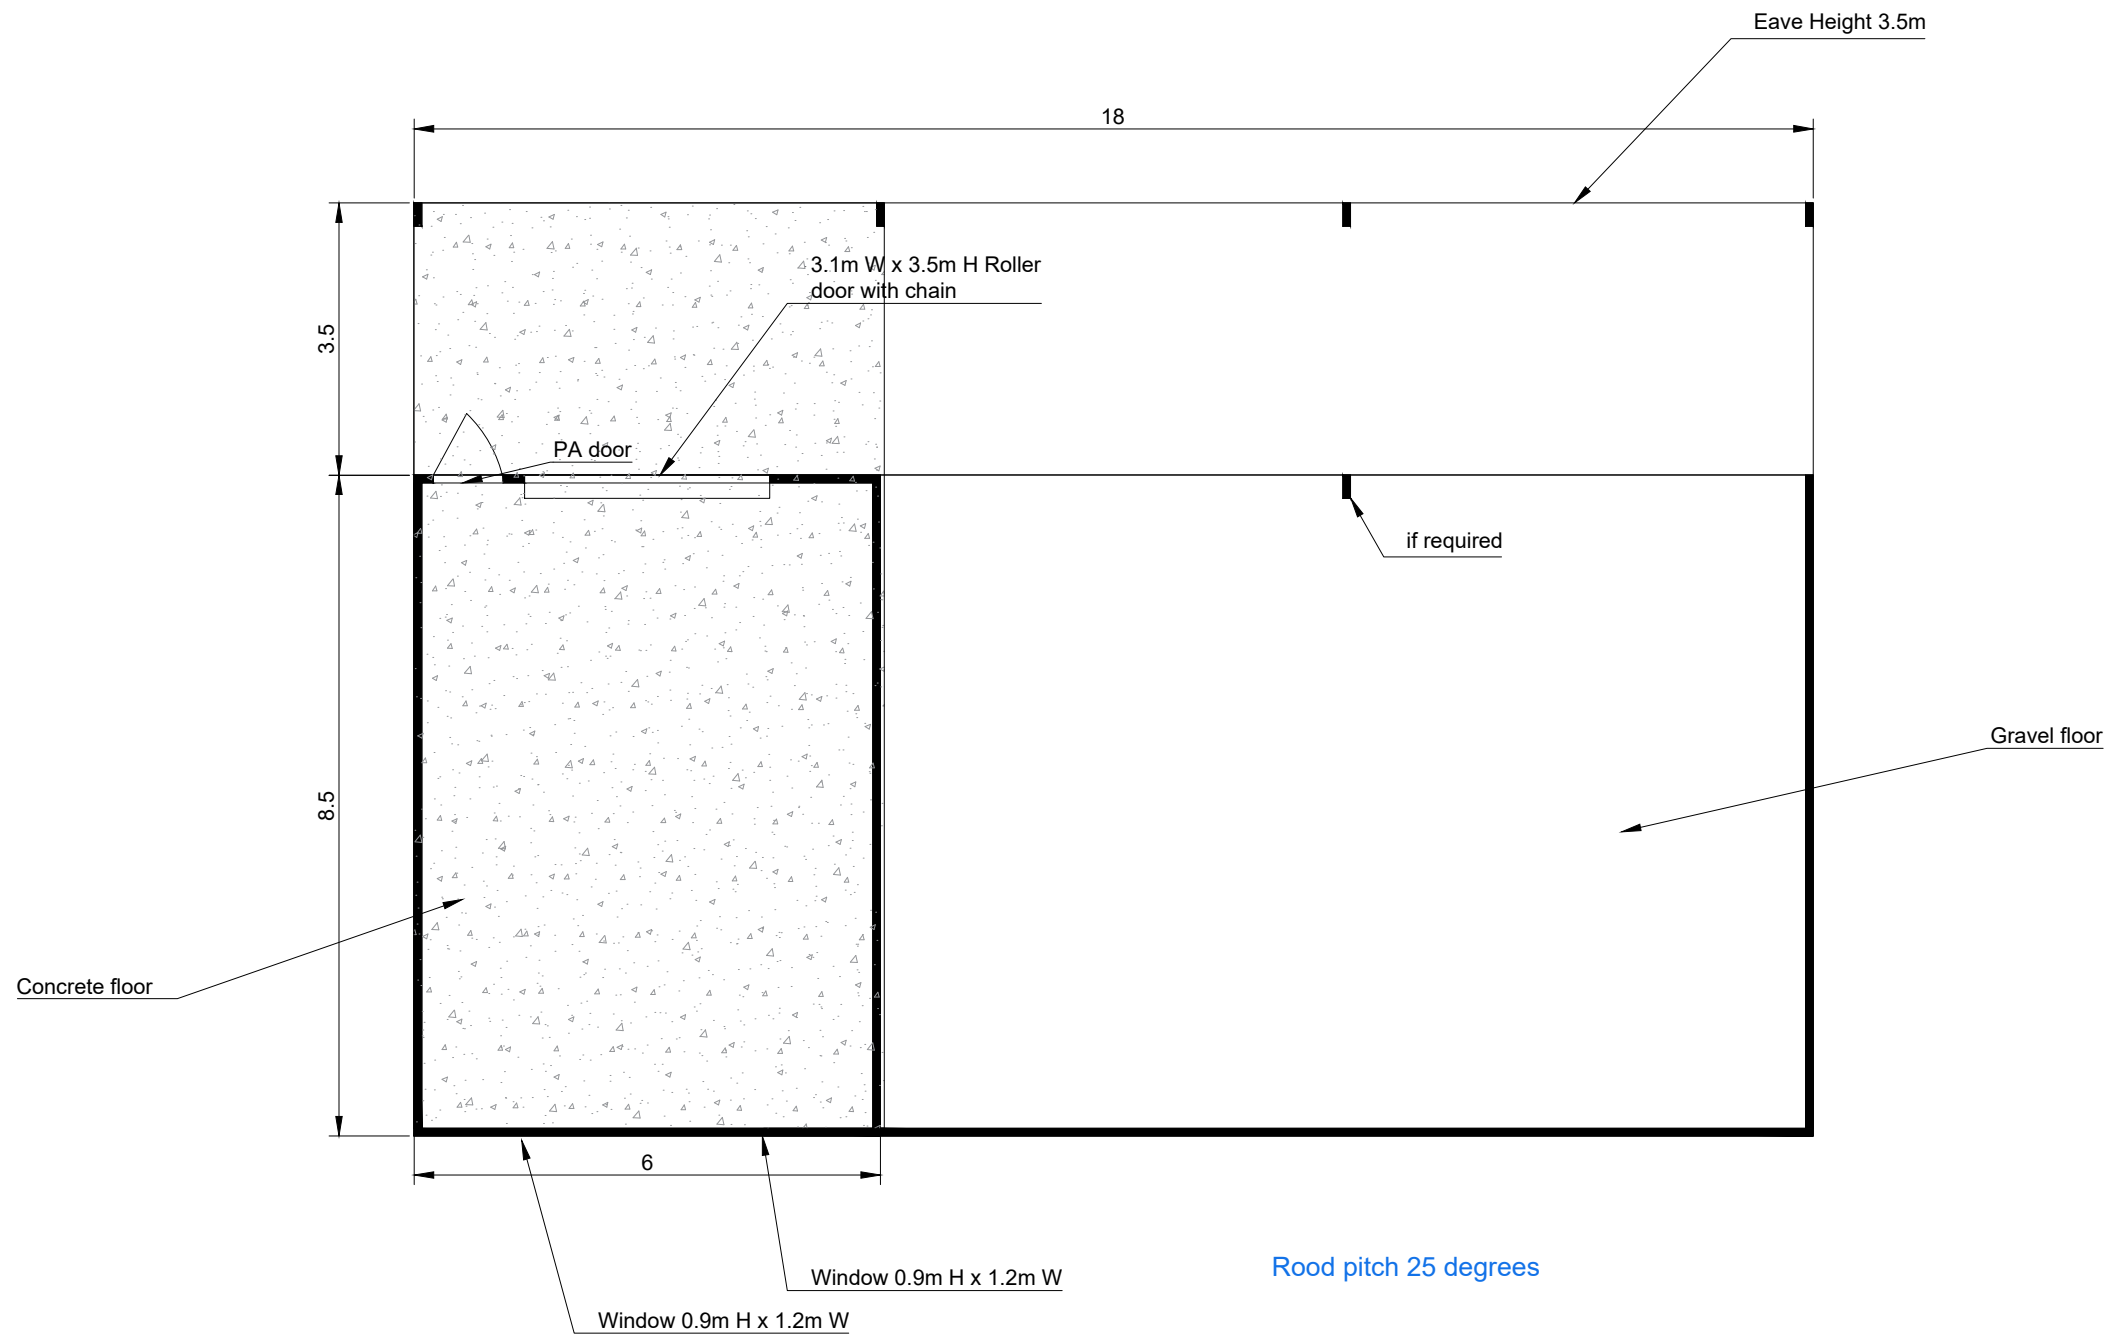 Eave Height 3.5m
18
3.1m W x 3.5m H Roller
door with chain
3.5
PA door
if required
Gravel floor
8.5
Concrete floor
6
Window 0.9m H x 1.2m W
Rood pitch 25 degrees
Window 0.9m H x 1.2m W